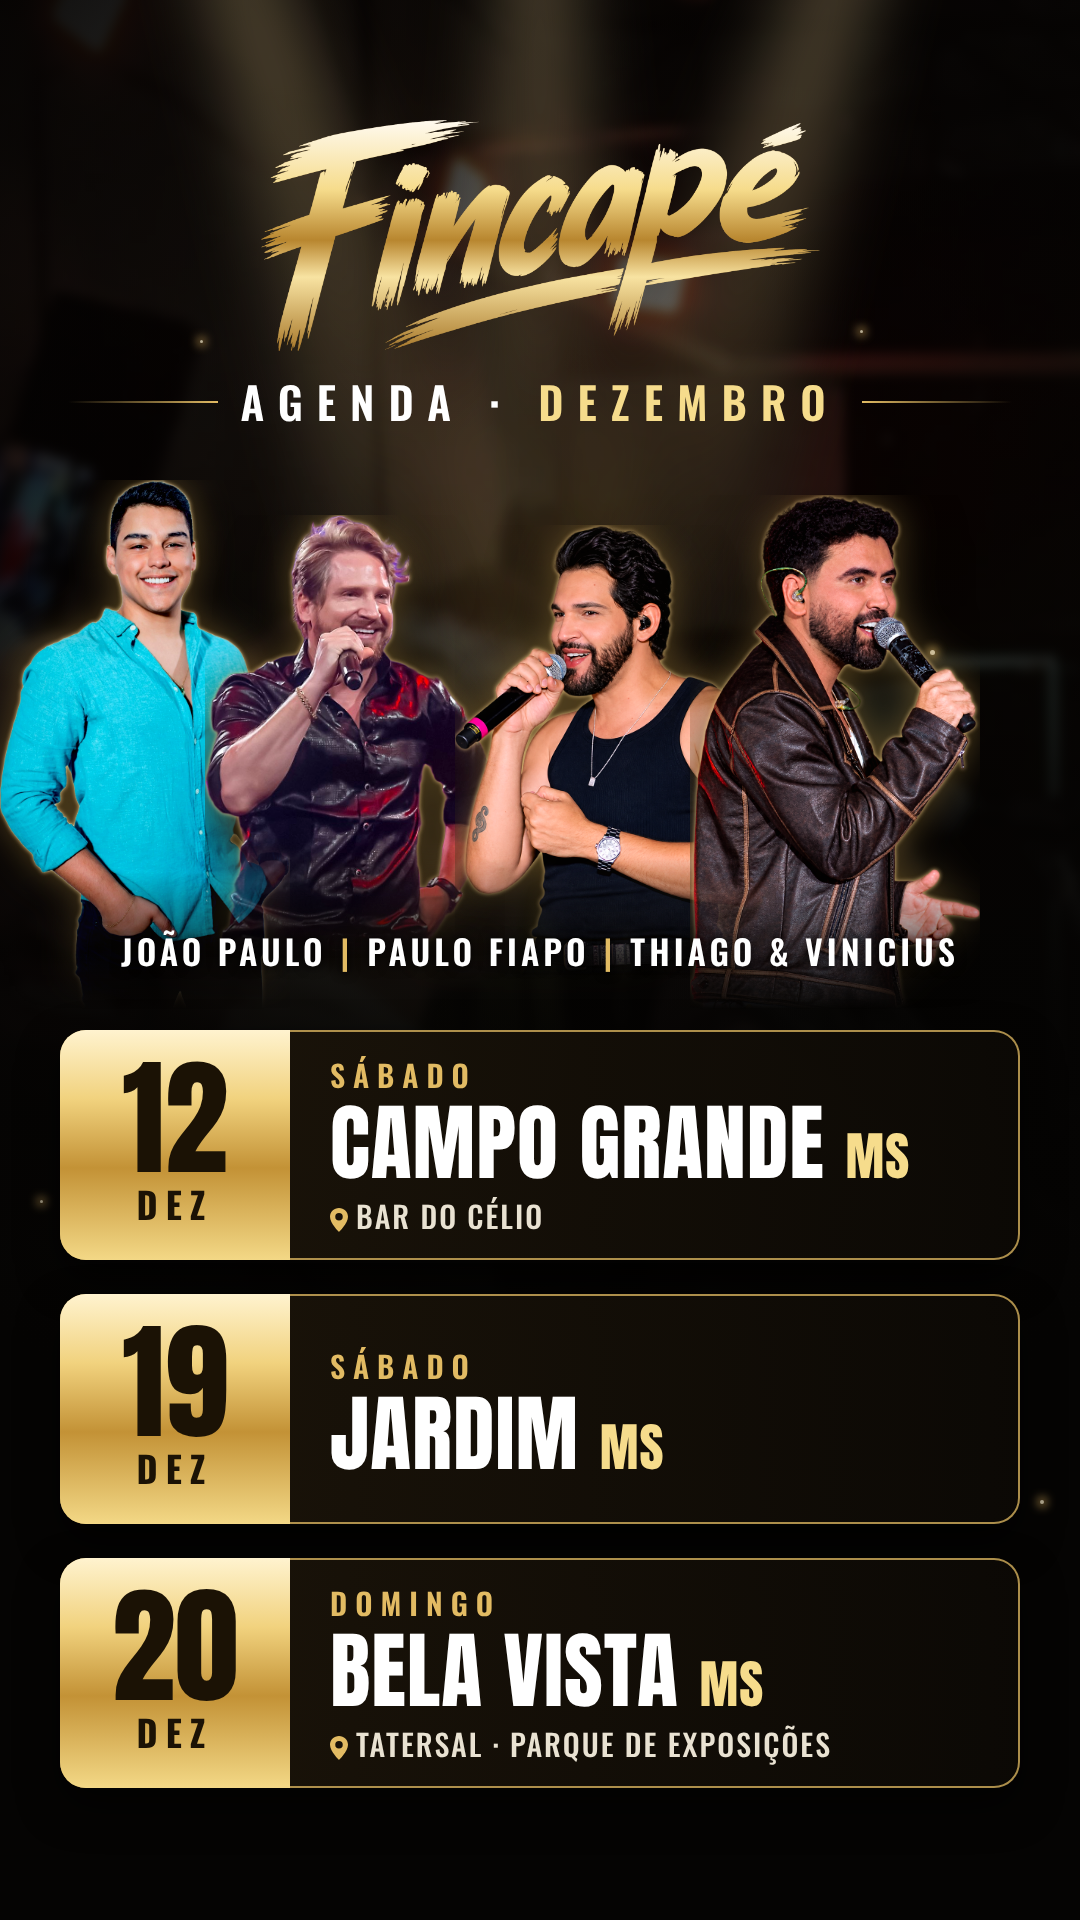 Fincapé
AGENDA · DEZEMBRO
JOÃO PAULO | PAULO FIAPO | THIAGO & VINICIUS
12
DEZ
SÁBADO
CAMPO GRANDE MS
BAR DO CÉLIO
19
DEZ
SÁBADO
JARDIM MS
20
DEZ
DOMINGO
BELA VISTA MS
TATERSAL · PARQUE DE EXPOSIÇÕES